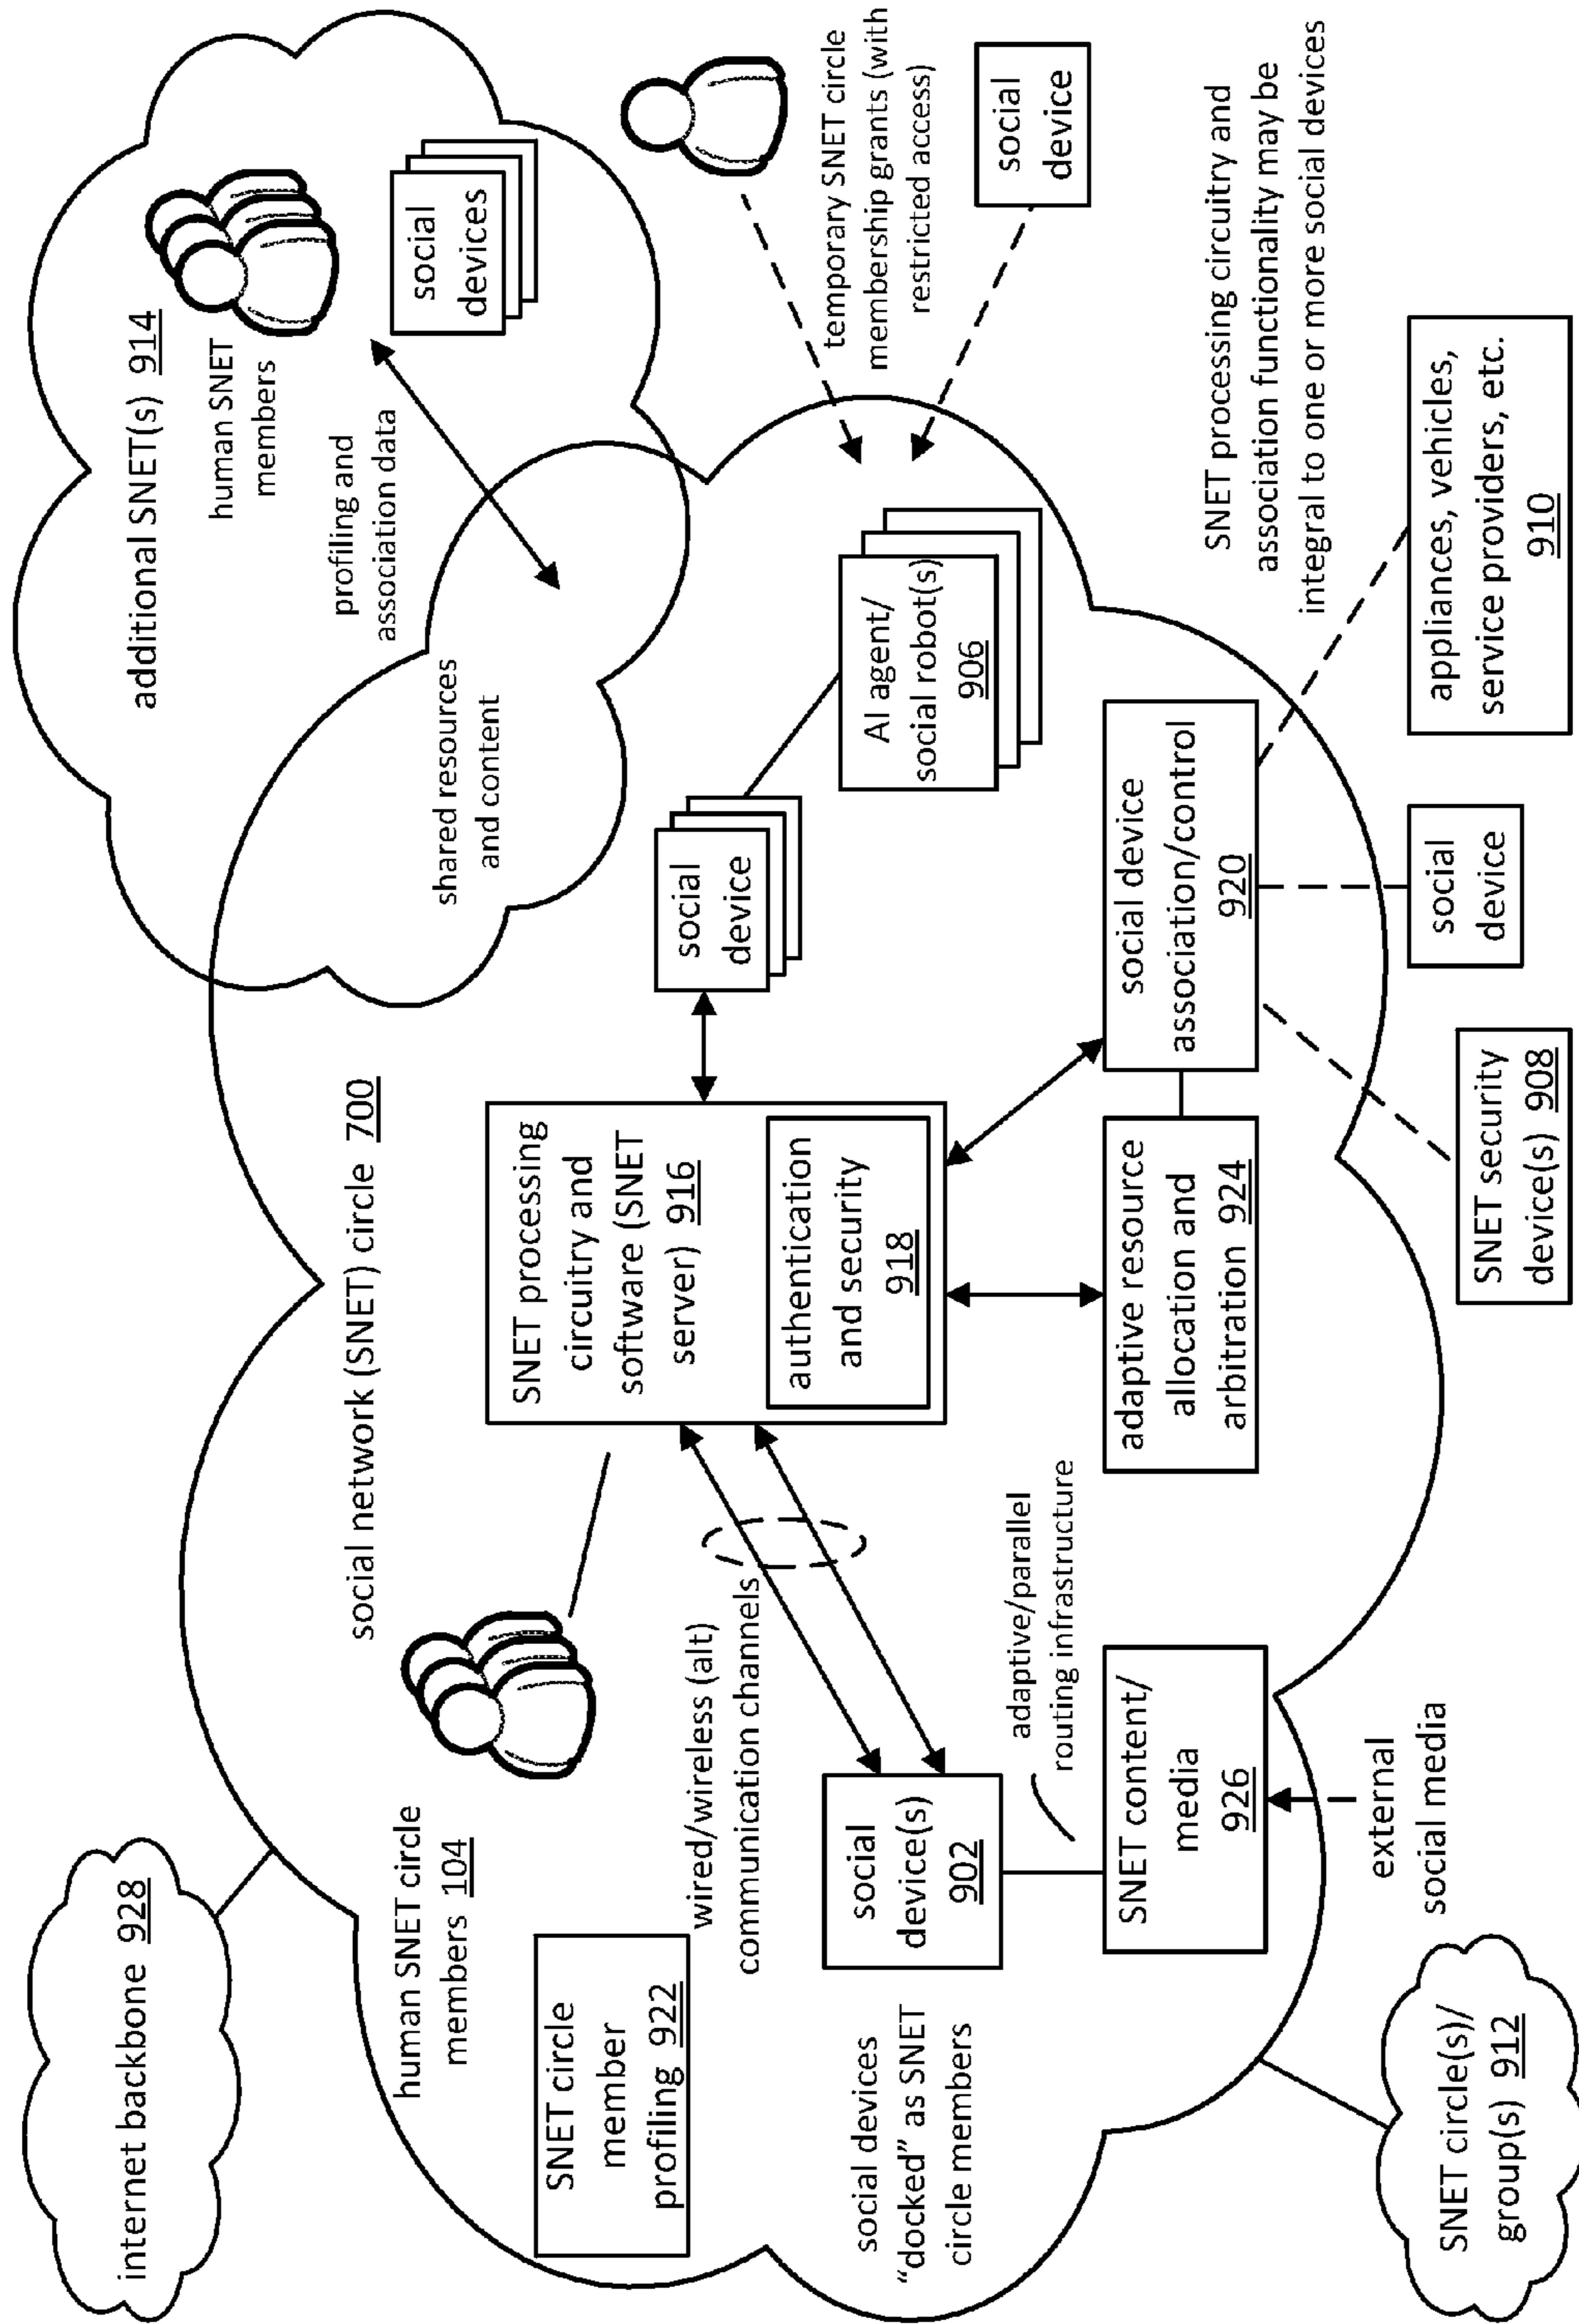 internet backbone 928
additional SNET(s) 914
human SNET
members
social
devices
profiling and
association data
shared resources
and content
social network (SNET) circle 700
human SNET circle
members 104
SNET circle
member
profiling 922
SNET processing
circuitry and
software (SNET
server) 916
authentication
and security
918
social
device
AI agent/
social robot(s)
906
temporary SNET circle
membership grants (with
restricted access)
social
device
wired/wireless (alt)
communication channels
social
device(s)
902
social devices
“docked” as SNET
circle members
adaptive/parallel
routing infrastructure
SNET content/
media
926
external
social media
adaptive resource
allocation and
arbitration 924
social device
association/control
920
SNET processing circuitry and
association functionality may be
integral to one or more social devices
SNET circle(s)/
group(s) 912
SNET security
device(s) 908
social
device
appliances, vehicles,
service providers, etc.
910